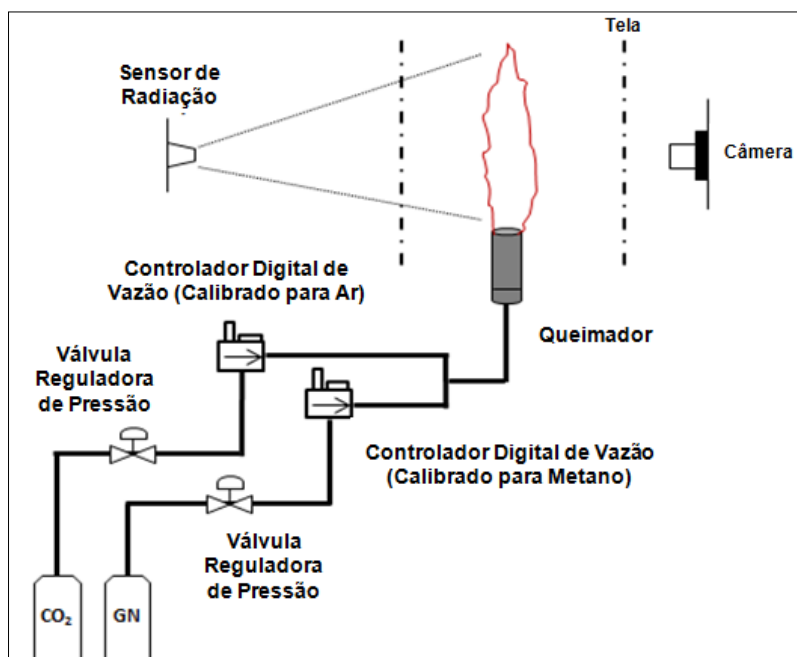 Tela
Sensor de
Radiação
Câmera
Controlador Digital de
Vazão (Calibrado para Ar)
Queimador
Válvula
Reguladora
de Pressão
Controlador Digital de Vazão
(Calibrado para Metano)
Válvula
Reguladora
de Pressão
CO₂
GN